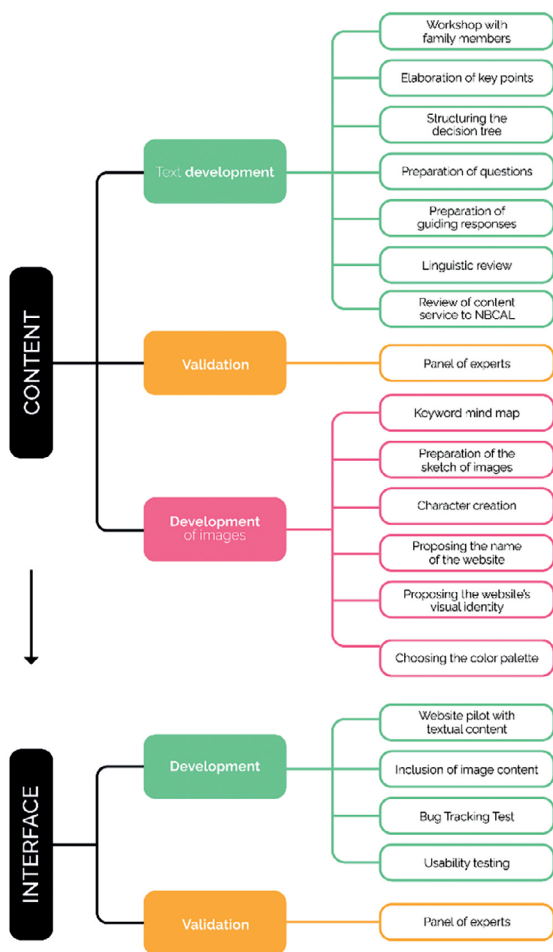 CONTENT
Text development
Workshop with
family members
Elaboration of key points
Structuring the
decision tree
Preparation of questions
Preparation of
guiding responses
Linguistic review
Review of content
service to NBCAL
Validation
Panel of experts
Development
of images
Keyword mind map
Preparation of the
sketch of images
Character creation
Proposing the name
of the website
Proposing the website's
visual identity
Choosing the color palette
INTERFACE
Development
Website pilot with
textual content
Inclusion of image content
Bug Tracking Test
Usability testing
Validation
Panel of experts